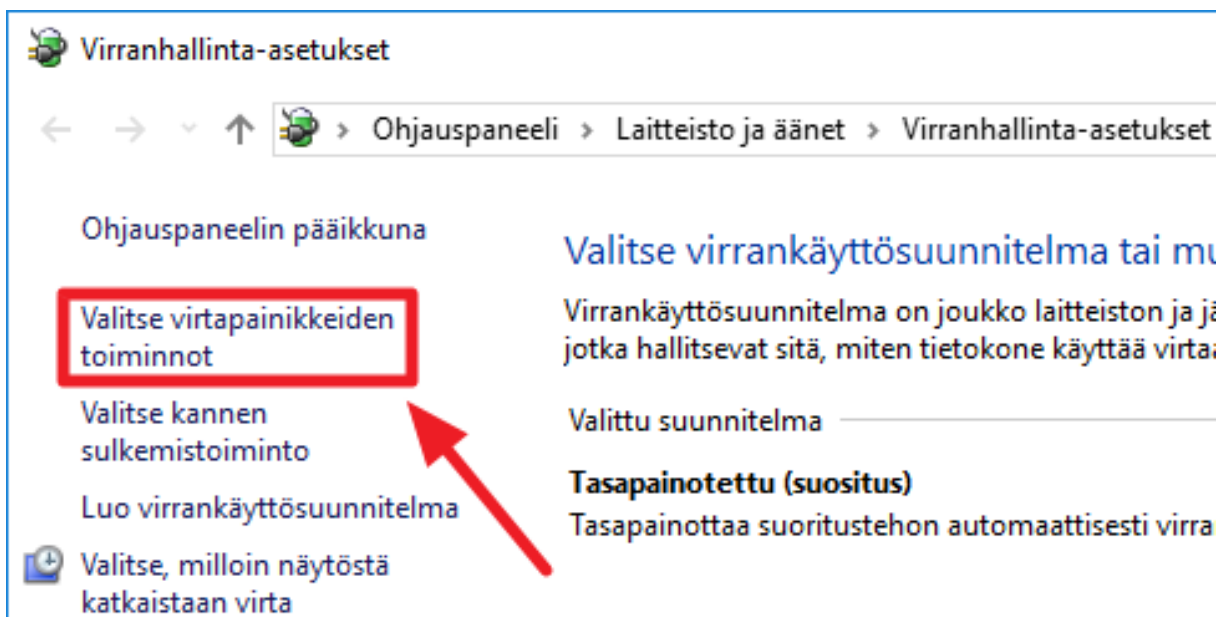 Virranhallinta-asetukset
Ohjauspaneeli › Laitteisto ja äänet › Virranhallinta-asetukset
Ohjauspaneelin pääikkuna
Valitse virtapainikkeiden
toiminnot
Valitse kannen
sulkemistoiminto
Luo virrankäyttösuunnitelma
Valitse, milloin näytöstä
katkaistaan virta
Valitse virrankäyttösuunnitelma tai mu
Virrankäyttösuunnitelma on joukko laitteiston ja jä
jotka hallitsevat sitä, miten tietokone käyttää virtaa
Valittu suunnitelma
Tasapainotettu (suositus)
Tasapainottaa suoritustehon automaattisesti virra